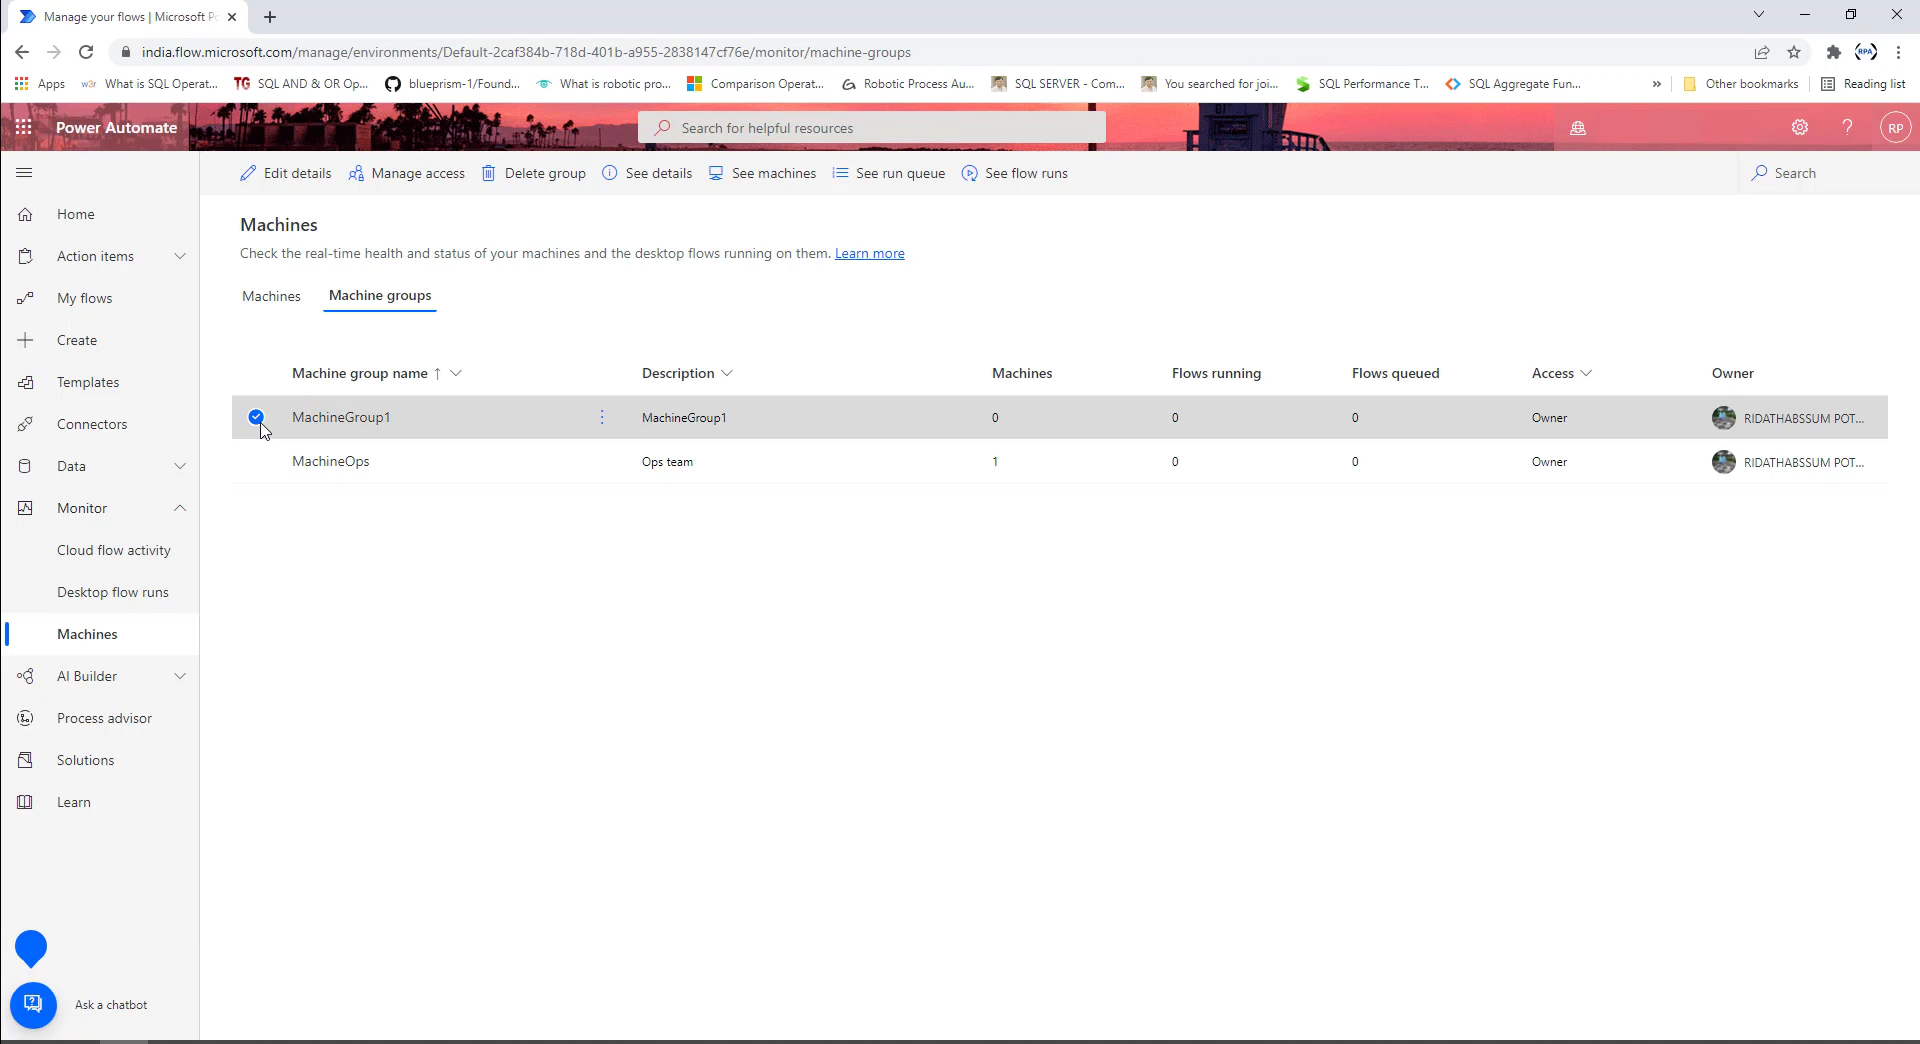 Manage your flows | Microsoft Po
india.flow.microsoft.com/manage/environments/Default-2caf384b-718d-401b-a955-2838147cf76e/monitor/machine-groups
Apps w3r What is SQL Operat... TG SQL AND & OR Op... blueprism-1/Found... What is robotic pro... Comparison Operat... Robotic Process Au... SQL SERVER - Com... You searched for joi... SQL Performance T... SQL Aggregate Fun... » Other bookmarks Reading list
Power Automate Search for helpful resources ? RP
Edit details Manage access Delete group See details See machines See run queue See flow runs Search
Home
Action items
My flows
Create
Templates
Connectors
Data
Monitor
Cloud flow activity
Desktop flow runs
Machines
AI Builder
Process advisor
Solutions
Learn
Ask a chatbot
Machines
Check the real-time health and status of your machines and the desktop flows running on them. Learn more
Machines Machine groups
Machine group name ↑ Description Machines Flows running Flows queued Access Owner
MachineGroup1 MachineGroup1 0 0 0 Owner RIDATHABSSUM POT...
MachineOps Ops team 1 0 0 Owner RIDATHABSSUM POT...